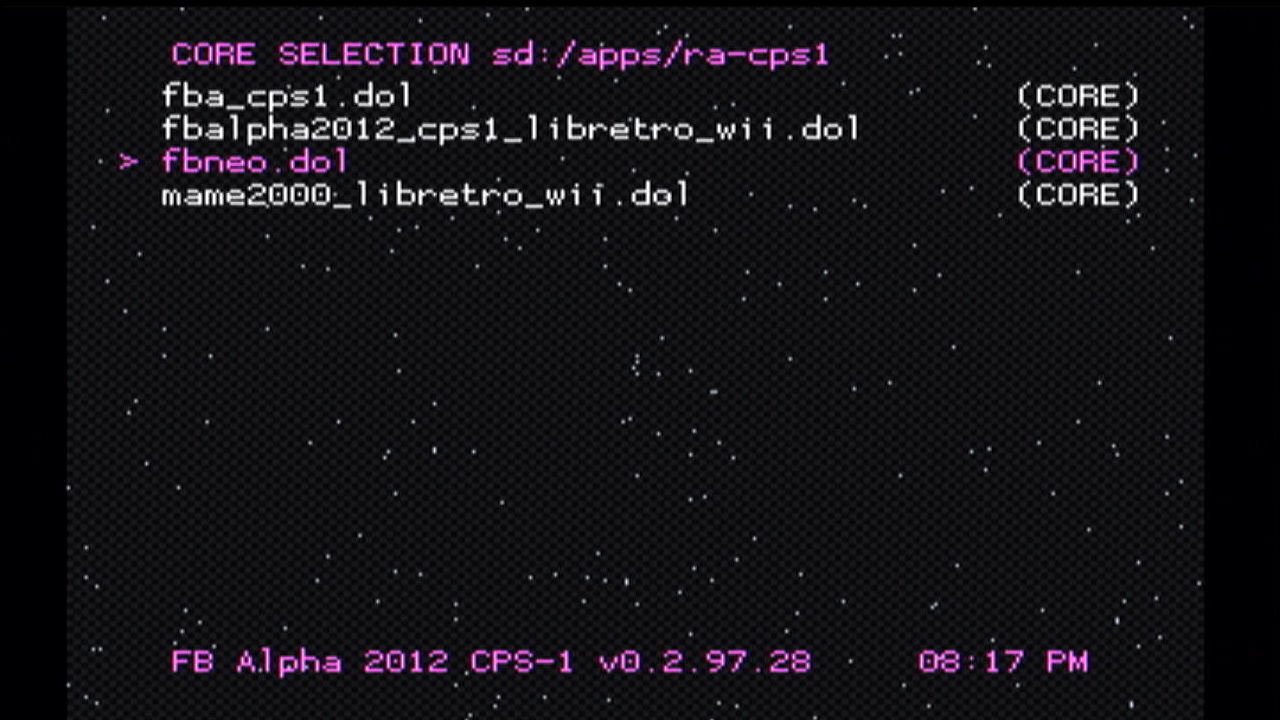 CORE SELECTION sd:/apps/ra-cps1
fba_cps1.dol (CORE)
fbalpha2012_cps1_libretro_wii.dol (CORE)
> fbneo.dol (CORE)
mame2000_libretro_wii.dol (CORE)
FB Alpha 2012 CPS-1 v0.2.97.28 08:17 PM